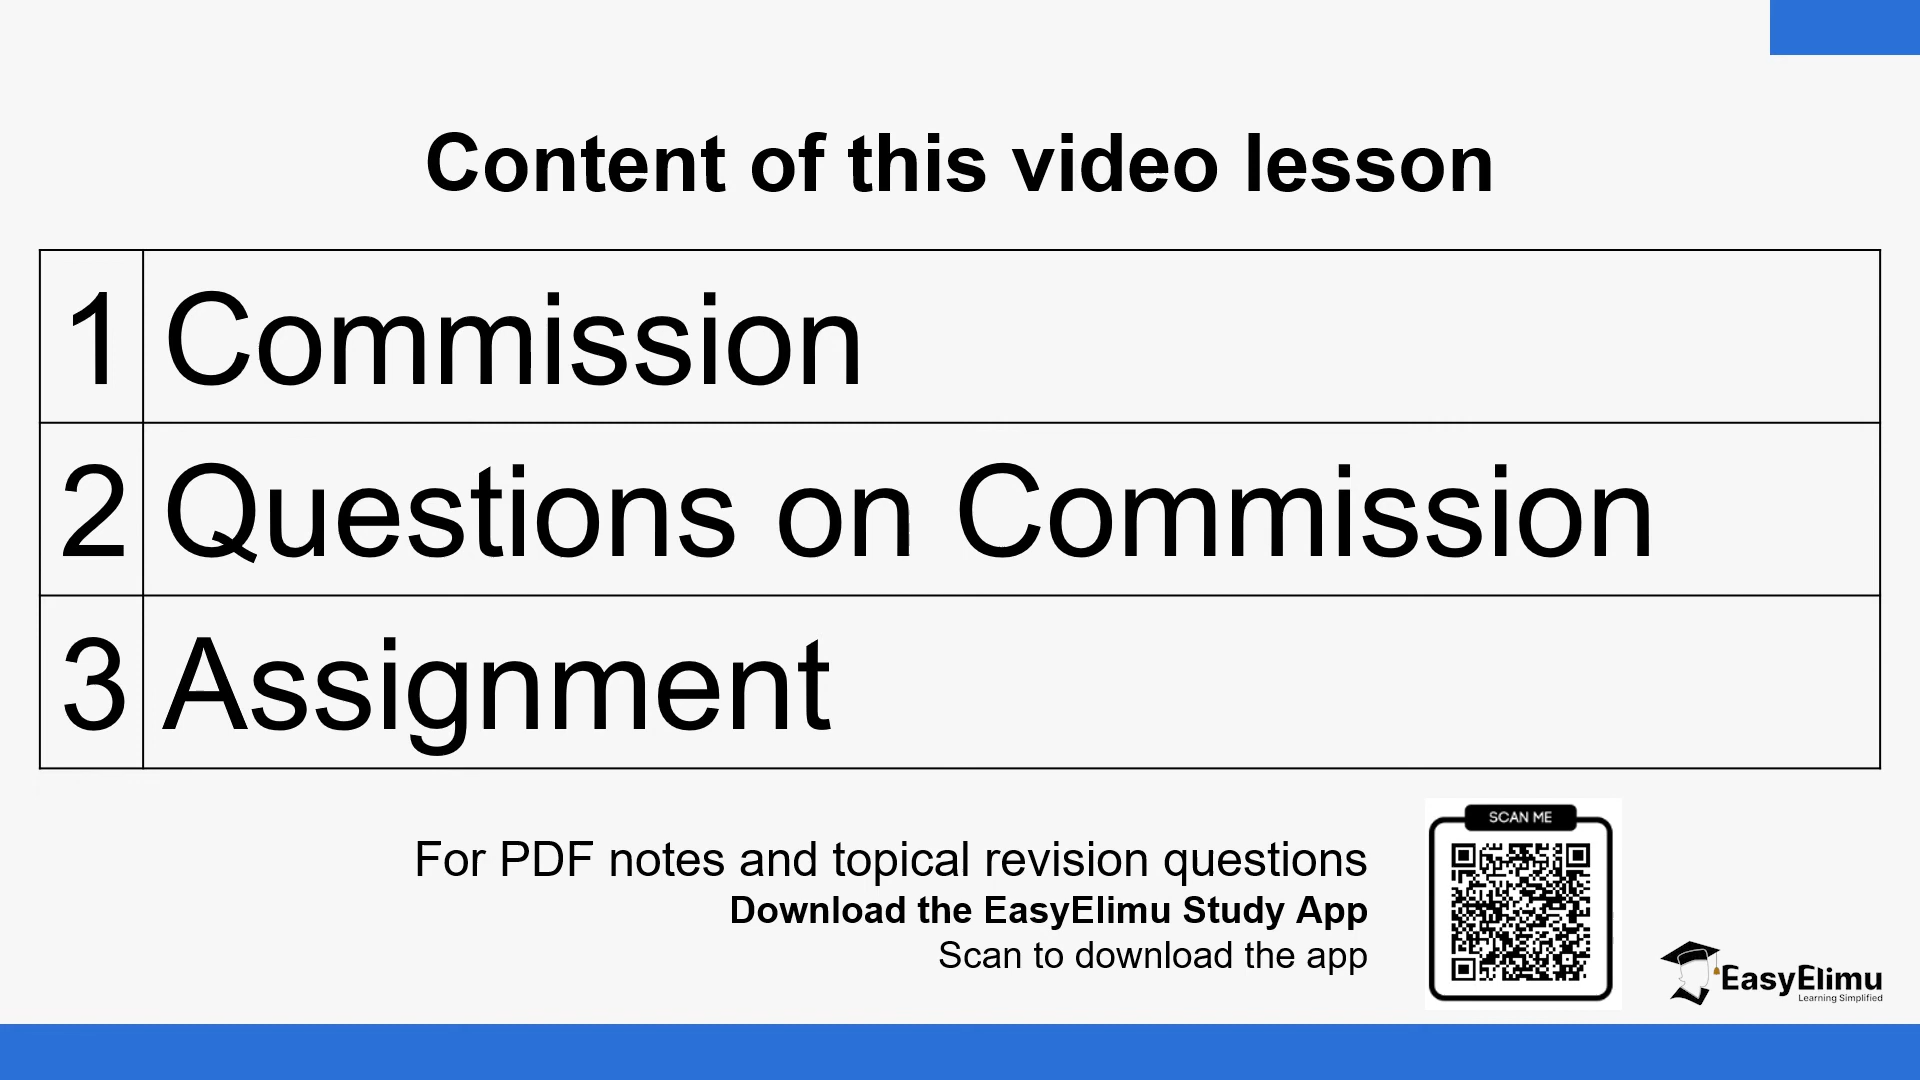 Content of this video lesson
1 Commission
2 Questions on Commission
3 Assignment
SCAN ME
For PDF notes and topical revision questions
Download the EasyElimu Study App
Scan to download the app
EasyElimu
Learning Simplified